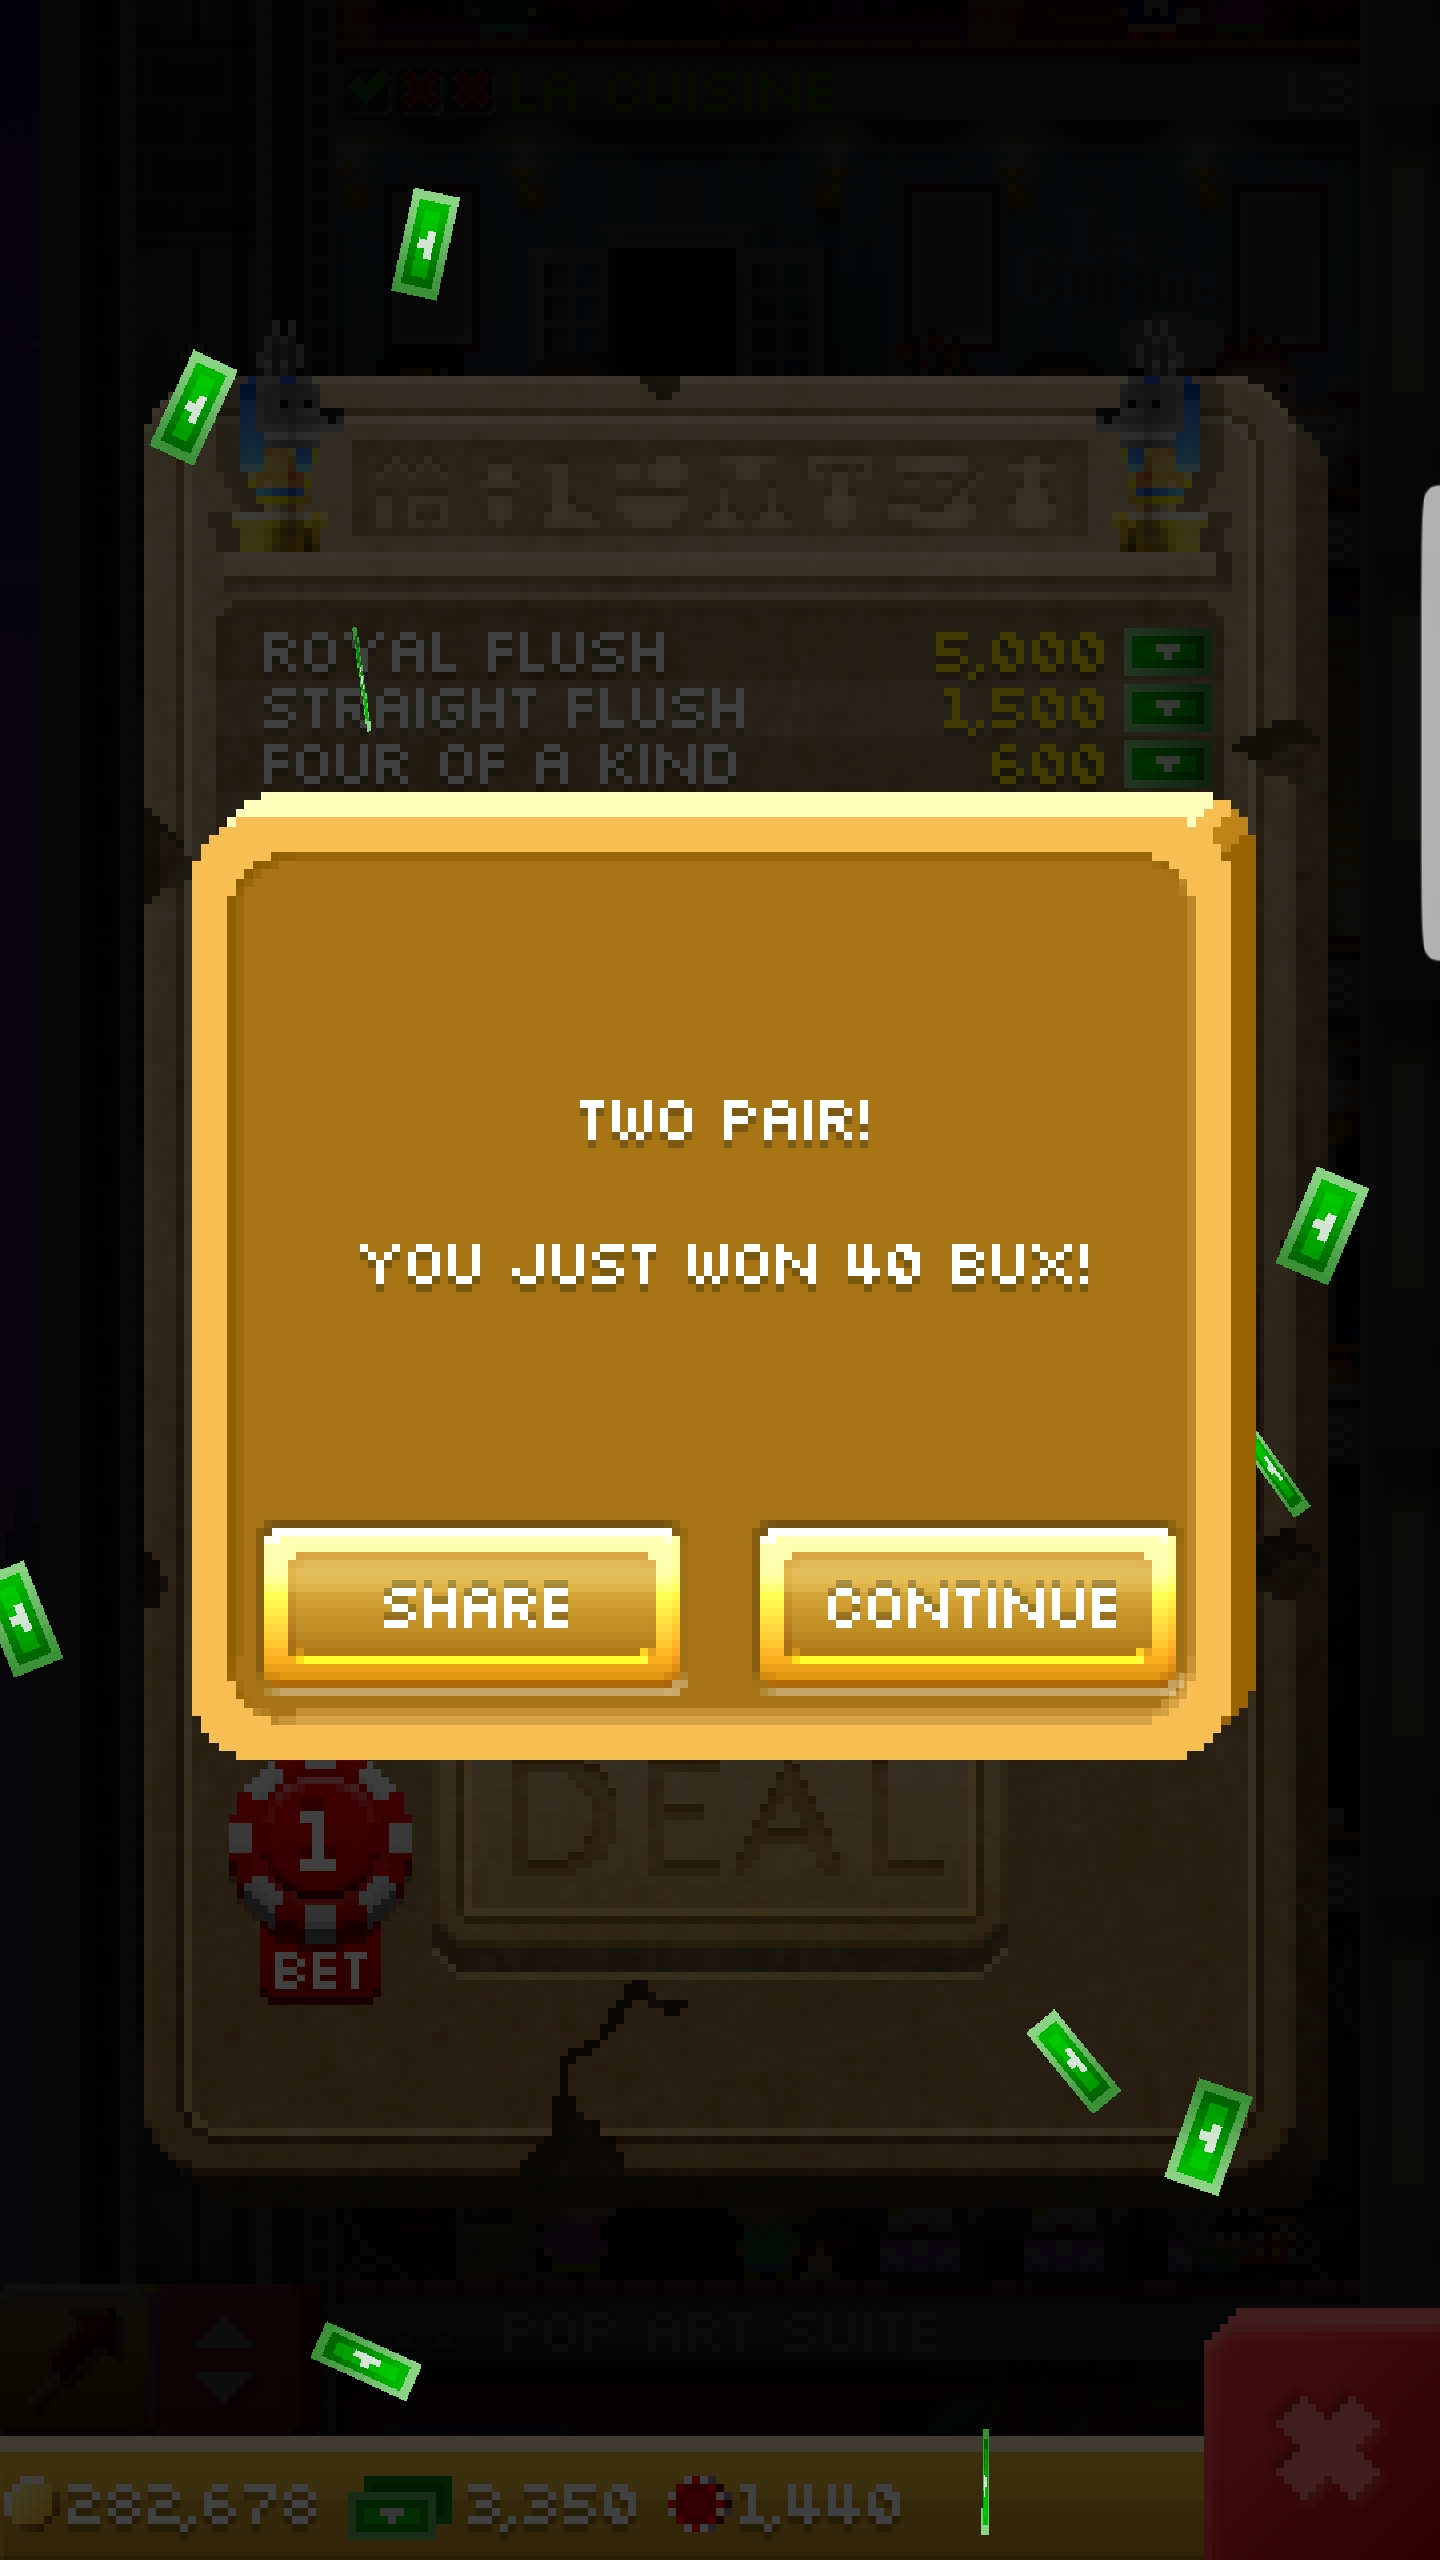 LA CUISINE L3
ROYAL FLUSH 5,000
STRAIGHT FLUSH 1,500
FOUR OF A KIND 600
TWO PAIR!
YOU JUST WON 40 BUX!
SHARE CONTINUE
DEAL
1
BET
POP ART SUITE
282,678 3,350 1,440